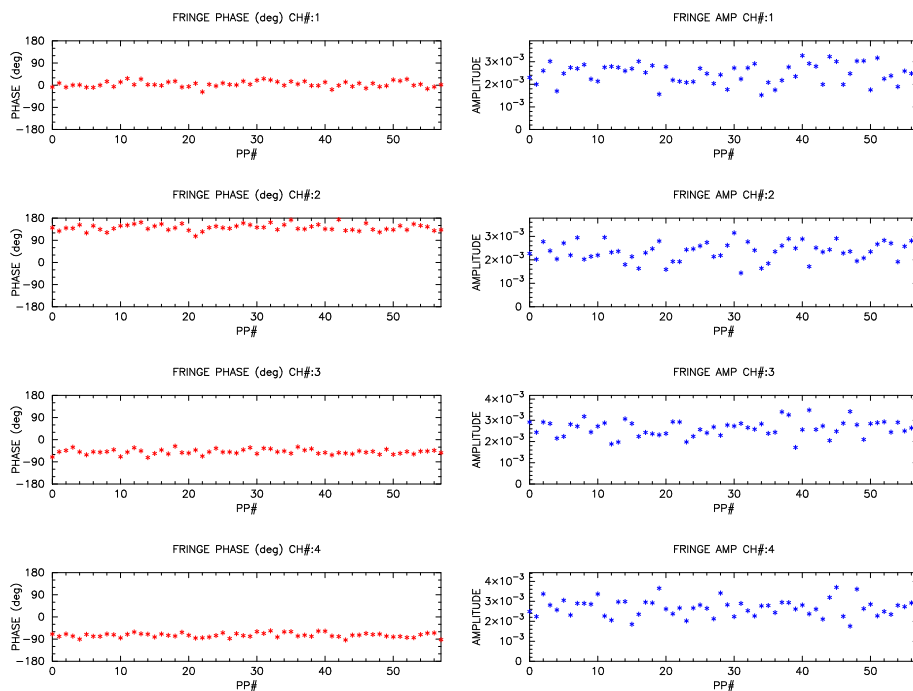 FRINGE PHASE (deg) CH#:1
FRINGE AMP CH#:1
PHASE (deg)
180
90
0
−90
−180
0 10 20 30 40 50
PP#
AMPLITUDE
3×10⁻³
2×10⁻³
10⁻³
0
0 10 20 30 40 50
PP#
FRINGE PHASE (deg) CH#:2
FRINGE AMP CH#:2
PHASE (deg)
180
90
0
−90
−180
0 10 20 30 40 50
PP#
AMPLITUDE
3×10⁻³
2×10⁻³
10⁻³
0
0 10 20 30 40 50
PP#
FRINGE PHASE (deg) CH#:3
FRINGE AMP CH#:3
PHASE (deg)
180
90
0
−90
−180
0 10 20 30 40 50
PP#
AMPLITUDE
4×10⁻³
3×10⁻³
2×10⁻³
10⁻³
0
0 10 20 30 40 50
PP#
FRINGE PHASE (deg) CH#:4
FRINGE AMP CH#:4
PHASE (deg)
180
90
0
−90
−180
0 10 20 30 40 50
PP#
AMPLITUDE
4×10⁻³
3×10⁻³
2×10⁻³
10⁻³
0
0 10 20 30 40 50
PP#